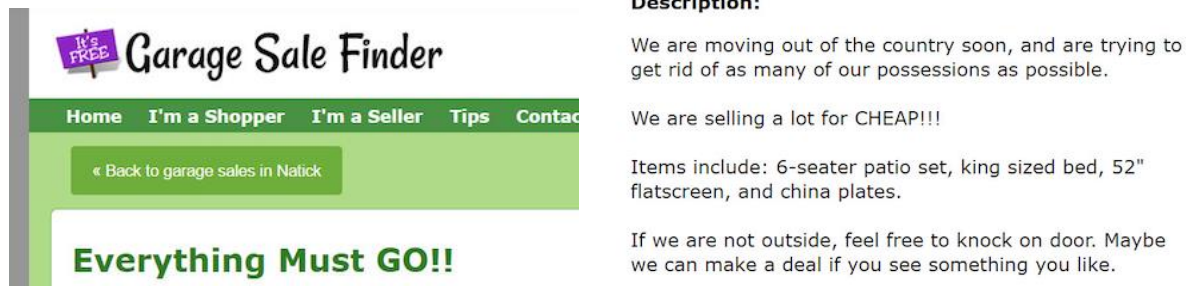 It's
FREE
Garage Sale Finder
Home I'm a Shopper I'm a Seller Tips Contac
« Back to garage sales in Natick
Everything Must GO!!
Description:
We are moving out of the country soon, and are trying to
get rid of as many of our possessions as possible.
We are selling a lot for CHEAP!!!
Items include: 6-seater patio set, king sized bed, 52"
flatscreen, and china plates.
If we are not outside, feel free to knock on door. Maybe
we can make a deal if you see something you like.